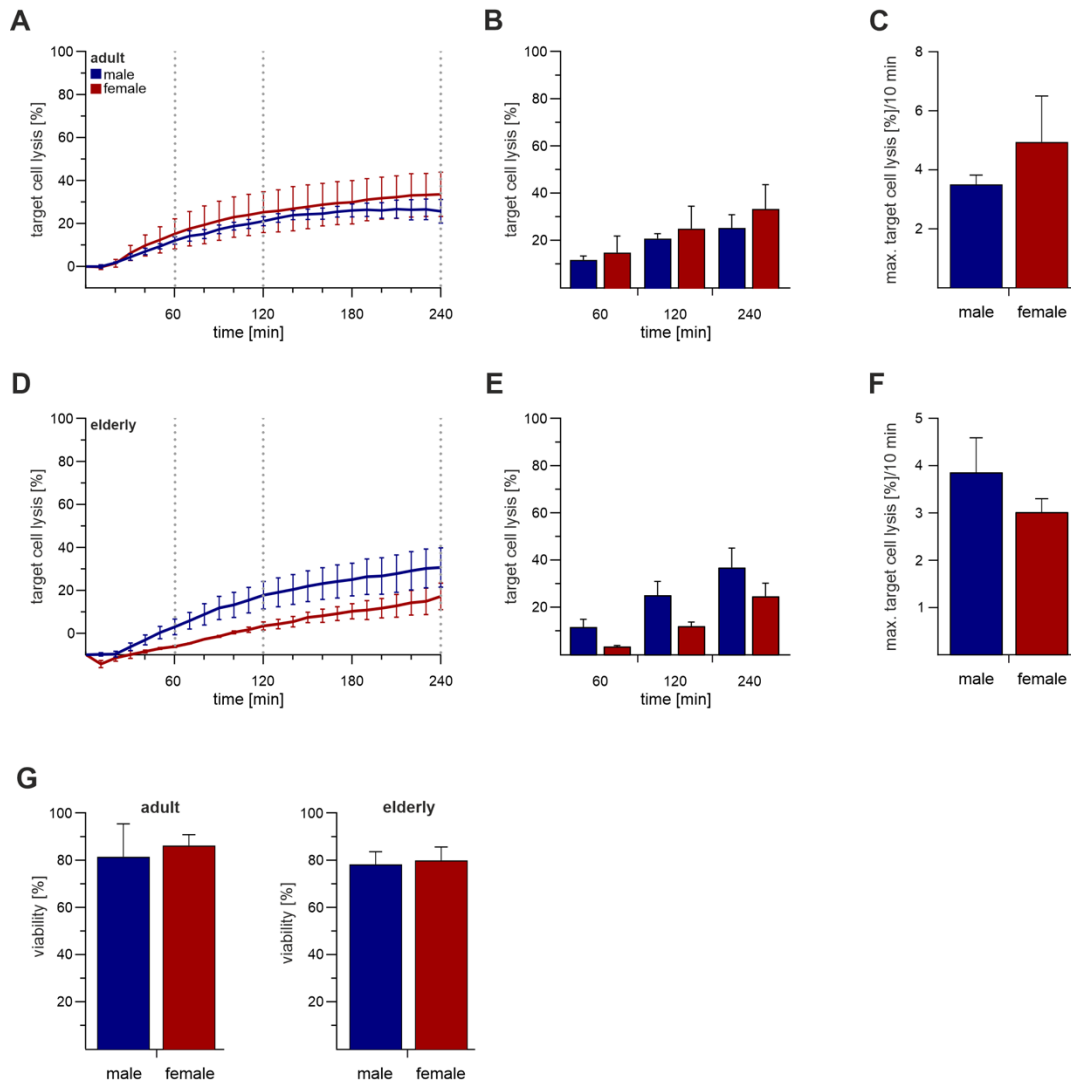 A
B
C
adult
male
female
target cell lysis [%]
100
80
60
40
20
0
60
120
180
240
time [min]
target cell lysis [%]
100
80
60
40
20
60
120
240
time [min]
max. target cell lysis [%]/10 min
8
6
4
2
male
female
D
E
F
elderly
target cell lysis [%]
100
80
60
40
20
0
60
120
180
240
time [min]
target cell lysis [%]
100
80
60
40
20
60
120
240
time [min]
max. target cell lysis [%]/10 min
5
4
3
2
1
male
female
G
adult
viability [%]
100
80
60
40
20
male
female
elderly
viability [%]
100
80
60
40
20
male
female